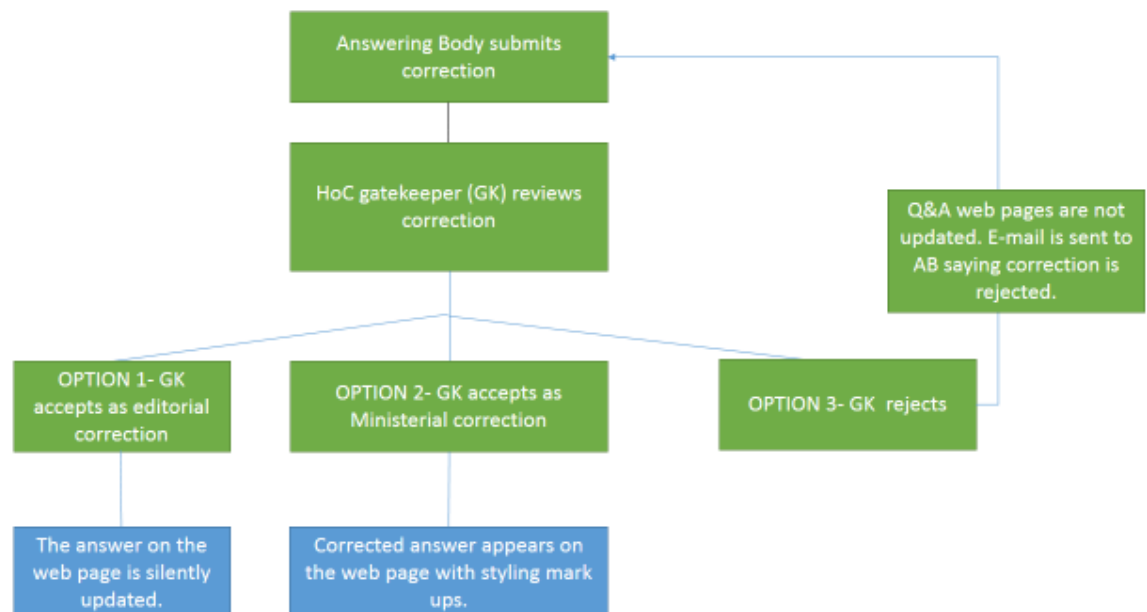 Answering Body submits
correction
HoC gatekeeper (GK) reviews
correction
Q&A web pages are not
updated. E-mail is sent to
AB saying correction is
rejected.
OPTION 1- GK
accepts as editorial
correction
OPTION 2- GK accepts as
Ministerial correction
OPTION 3- GK  rejects
The answer on the
web page is silently
updated.
Corrected answer appears on
the web page with styling mark
ups.